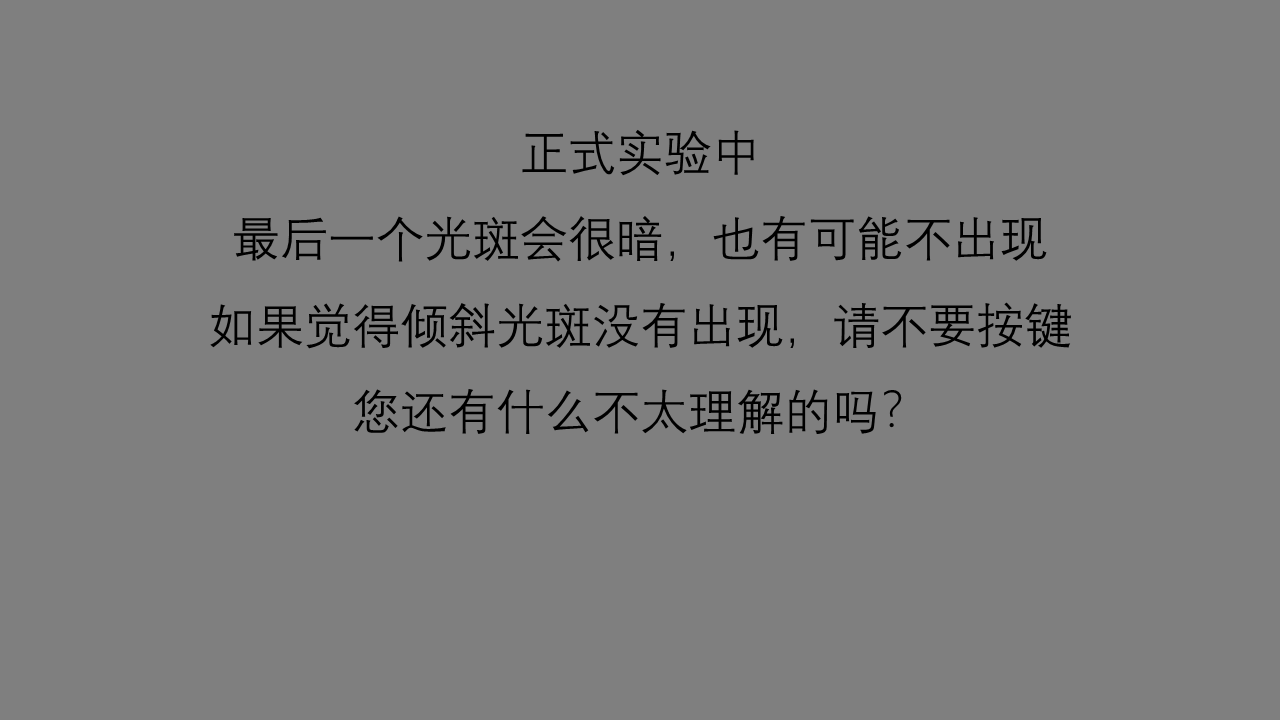 正式实验中
最后一个光斑会很暗，也有可能不出现
如果觉得倾斜光斑没有出现，请不要按键
您还有什么不太理解的吗？